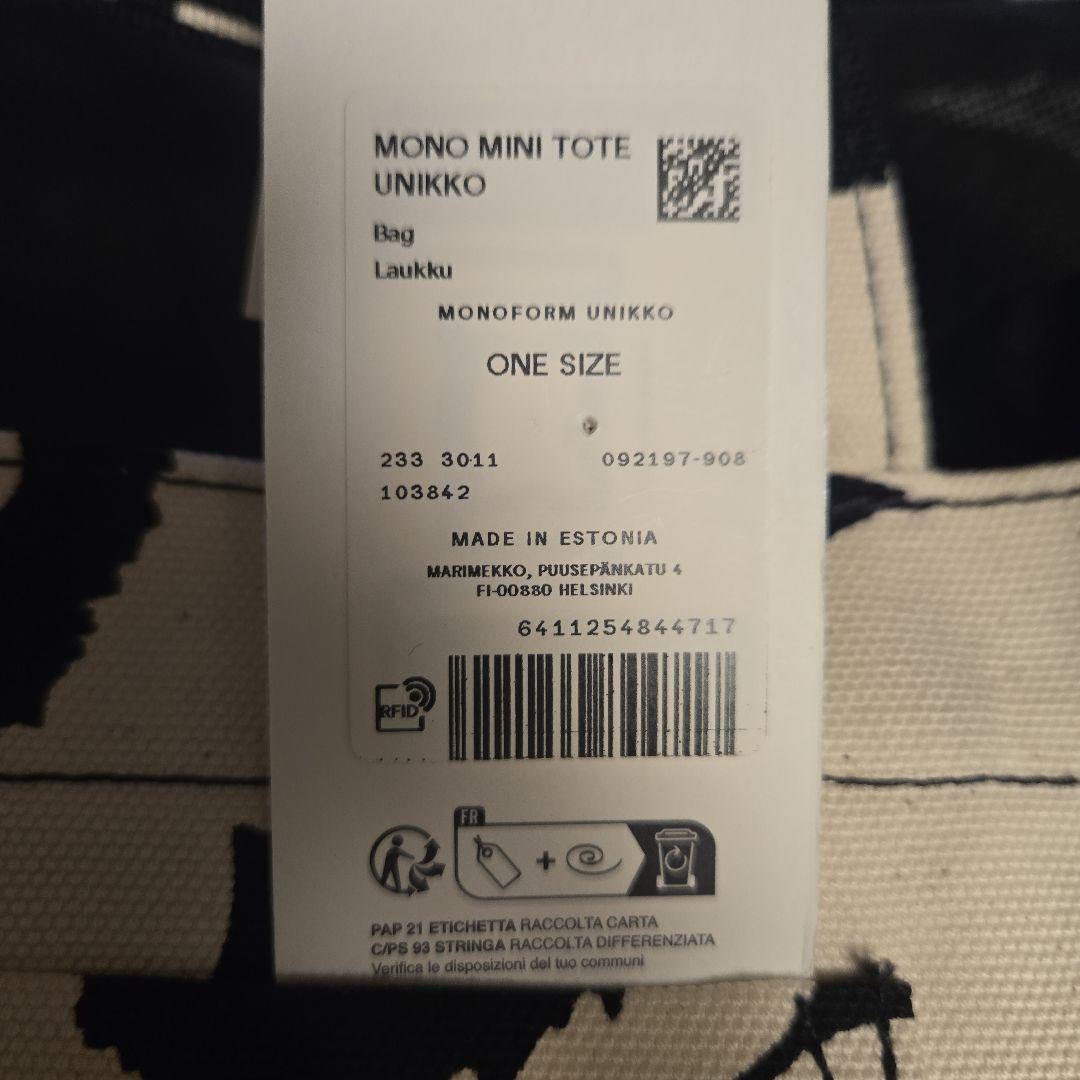 MONO MINI TOTE
UNIKKO
Bag
Laukku
MONOFORM UNIKKO
ONE SIZE
233 3011 092197-908
103842
MADE IN ESTONIA
MARIMEKKO, PUUSEPÄNKATU 4
FI-00880 HELSINKI
6411254844717
RFID
FR
PAP 21 ETICHETTA RACCOLTA CARTA
C/PS 93 STRINGA RACCOLTA DIFFERENZIATA
Verifica le disposizioni del tuo communi